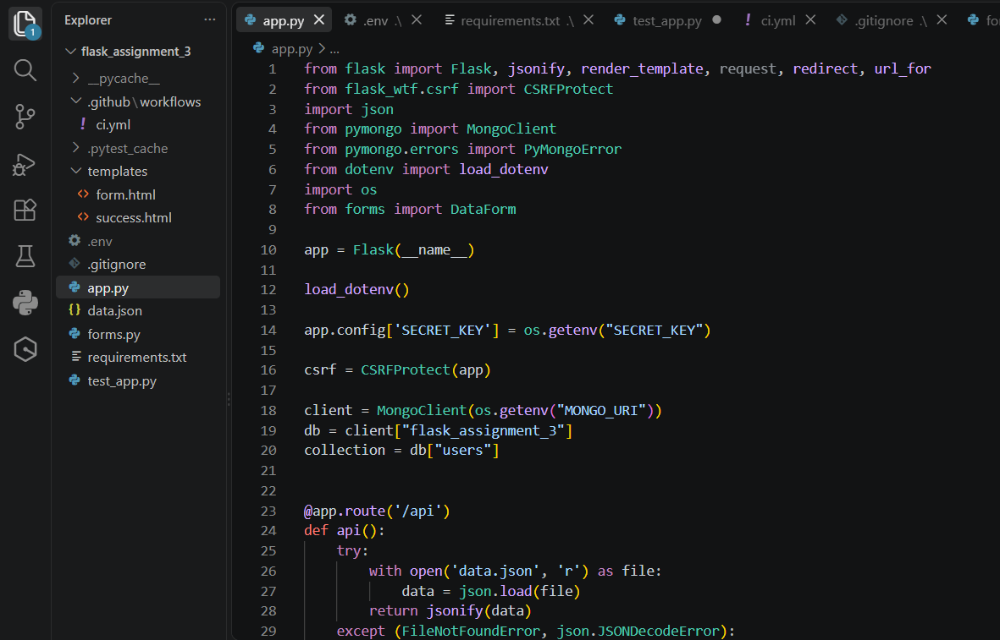 Explorer
1
flask_assignment_3
__pycache__
.github\workflows
! ci.yml
.pytest_cache
templates
<> form.html
<> success.html
.env
.gitignore
app.py
{} data.json
forms.py
requirements.txt
test_app.py
app.py .env .\ requirements.txt .\ test_app.py ! ci.yml .gitignore .\
app.py > ...
1 from flask import Flask, jsonify, render_template, request, redirect, url_for
2 from flask_wtf.csrf import CSRFProtect
3 import json
4 from pymongo import MongoClient
5 from pymongo.errors import PyMongoError
6 from dotenv import load_dotenv
7 import os
8 from forms import DataForm
9
10 app = Flask(__name__)
11
12 load_dotenv()
13
14 app.config['SECRET_KEY'] = os.getenv("SECRET_KEY")
15
16 csrf = CSRFProtect(app)
17
18 client = MongoClient(os.getenv("MONGO_URI"))
19 db = client["flask_assignment_3"]
20 collection = db["users"]
21
22
23 @app.route('/api')
24 def api():
25     try:
26         with open('data.json', 'r') as file:
27             data = json.load(file)
28         return jsonify(data)
29     except (FileNotFoundError, json.JSONDecodeError):